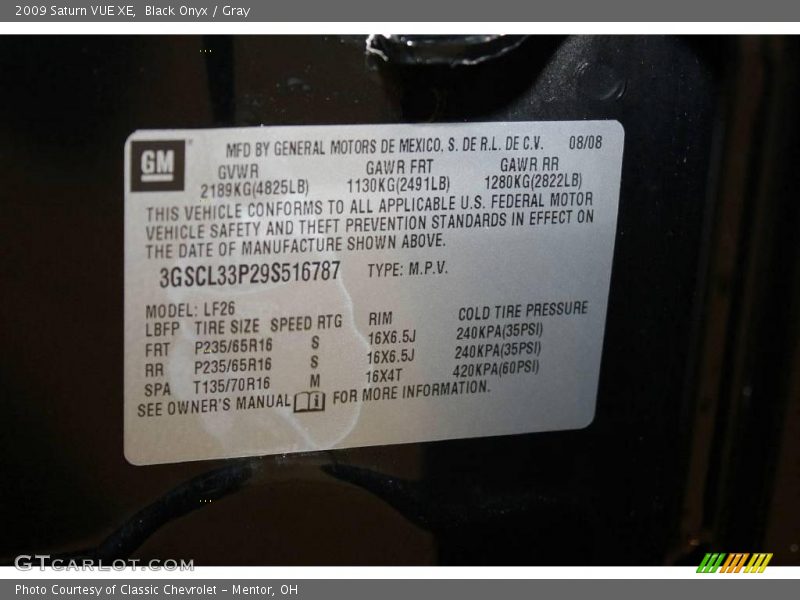 2009 Saturn VUE XE,  Black Onyx / Gray
GM
MFD BY GENERAL MOTORS DE MEXICO, S. DE R.L. DE C.V. 08/08
GVWR GAWR FRT GAWR RR
2189KG(4825LB) 1130KG(2491LB) 1280KG(2822LB)
THIS VEHICLE CONFORMS TO ALL APPLICABLE U.S. FEDERAL MOTOR
VEHICLE SAFETY AND THEFT PREVENTION STANDARDS IN EFFECT ON
THE DATE OF MANUFACTURE SHOWN ABOVE.
3GSCL33P29S516787 TYPE: M.P.V.
MODEL: LF26
LBFP TIRE SIZE SPEED RTG RIM COLD TIRE PRESSURE
FRT P235/65R16 S 16X6.5J 240KPA(35PSI)
RR P235/65R16 S 16X6.5J 240KPA(35PSI)
SPA T135/70R16 M 16X4T 420KPA(60PSI)
SEE OWNER'S MANUAL FOR MORE INFORMATION.
GTCARLOT.COM
Photo Courtesy of Classic Chevrolet - Mentor, OH